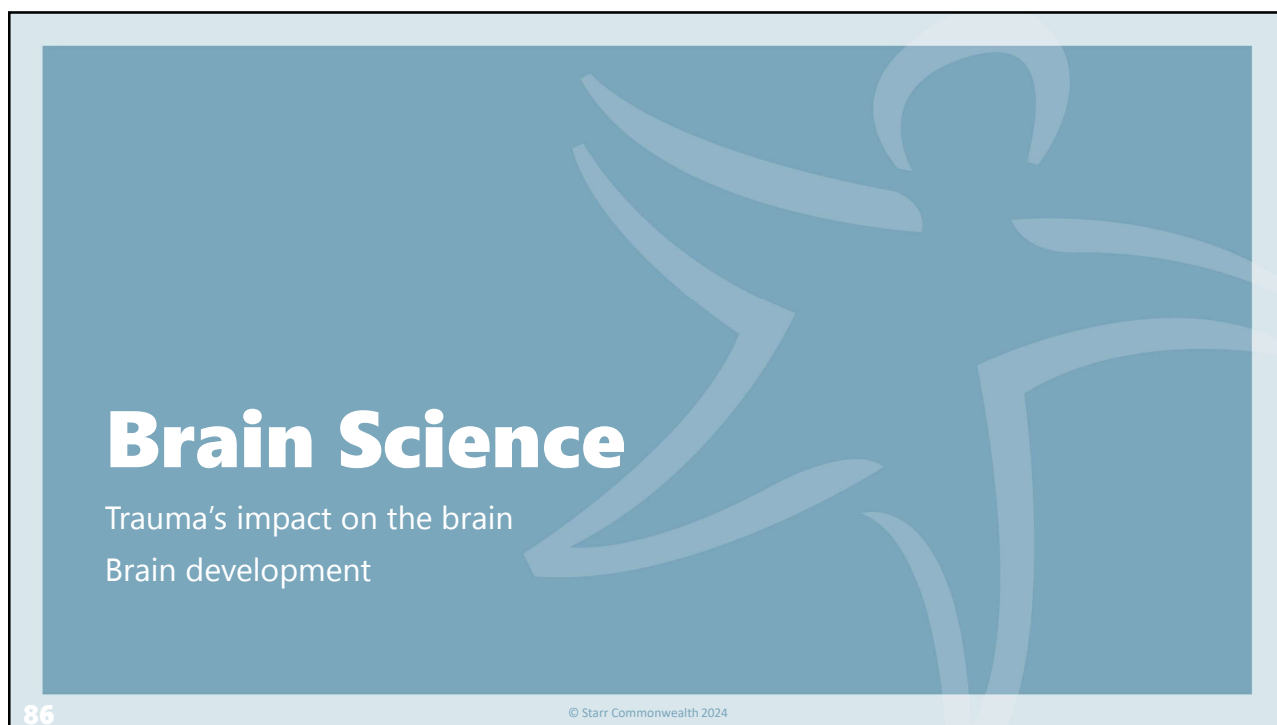 Brain Science
Trauma’s impact on the brain
Brain development
86
© Starr Commonwealth 2024